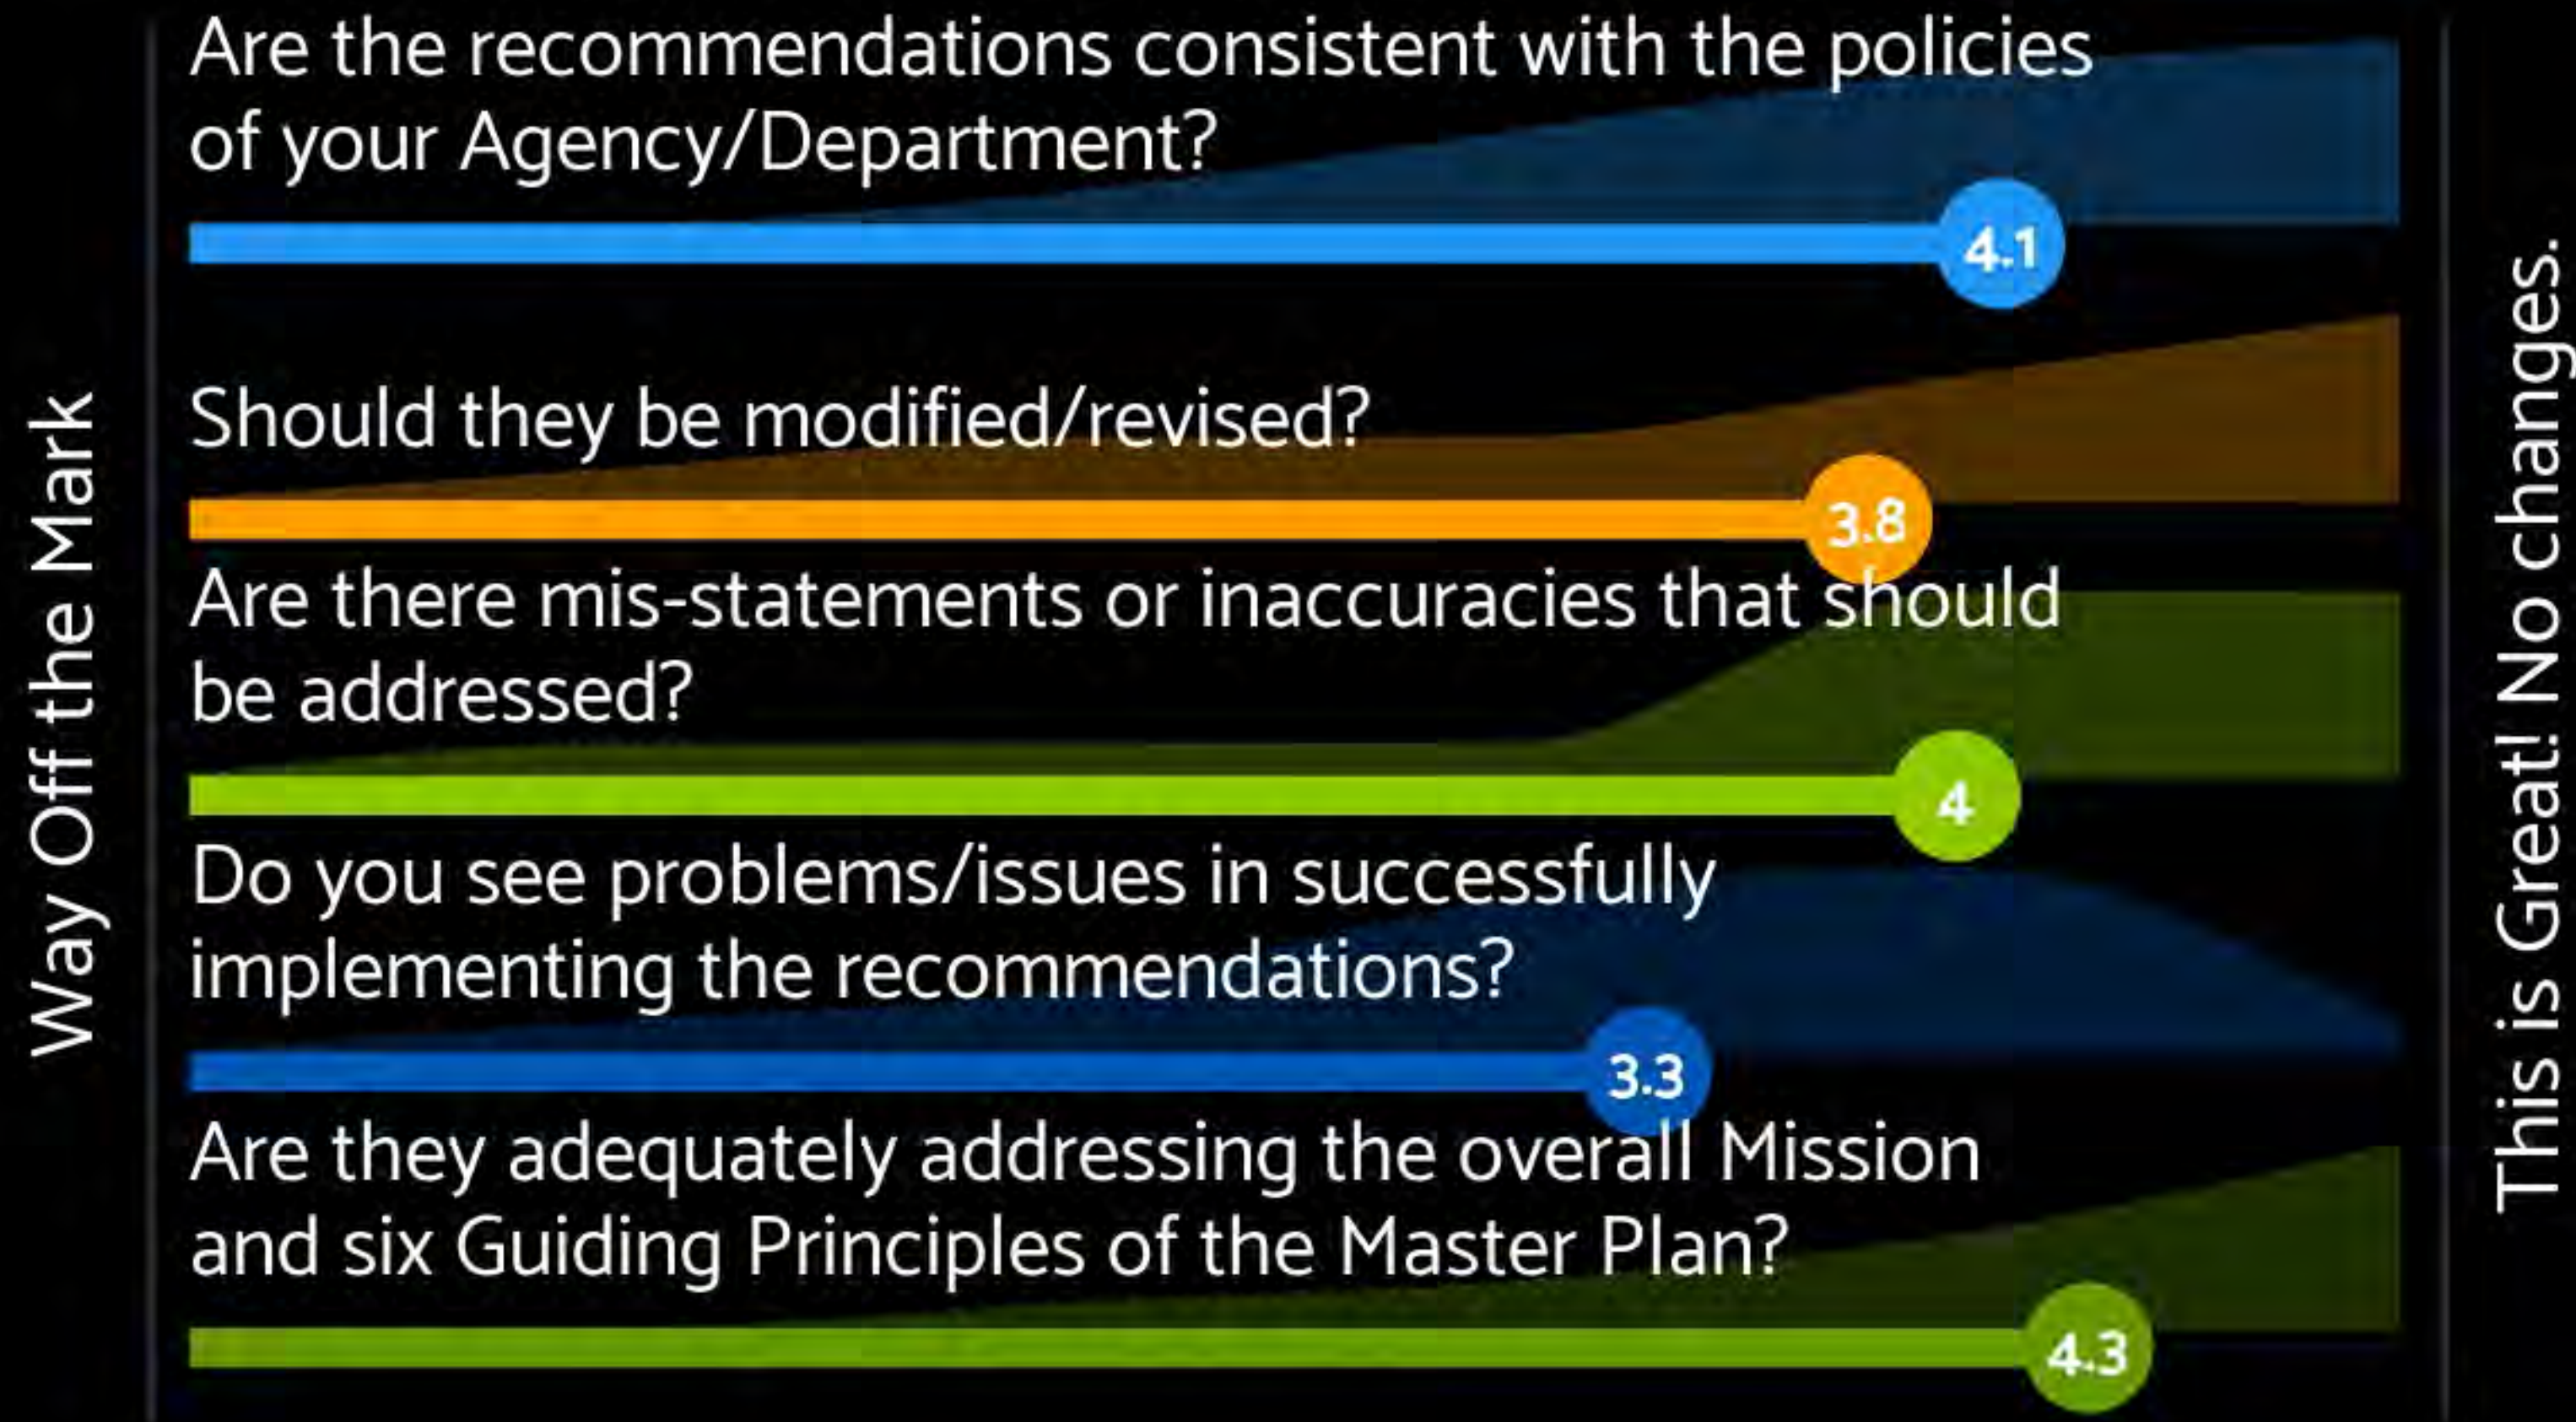 Are the recommendations consistent with the policies
of your Agency/Department?
4.1
Should they be modified/revised?
3.8
Are there mis-statements or inaccuracies that should
be addressed?
4
Do you see problems/issues in successfully
implementing the recommendations?
3.3
Are they adequately addressing the overall Mission
and six Guiding Principles of the Master Plan?
4.3
Way Off the Mark
This is Great! No changes.